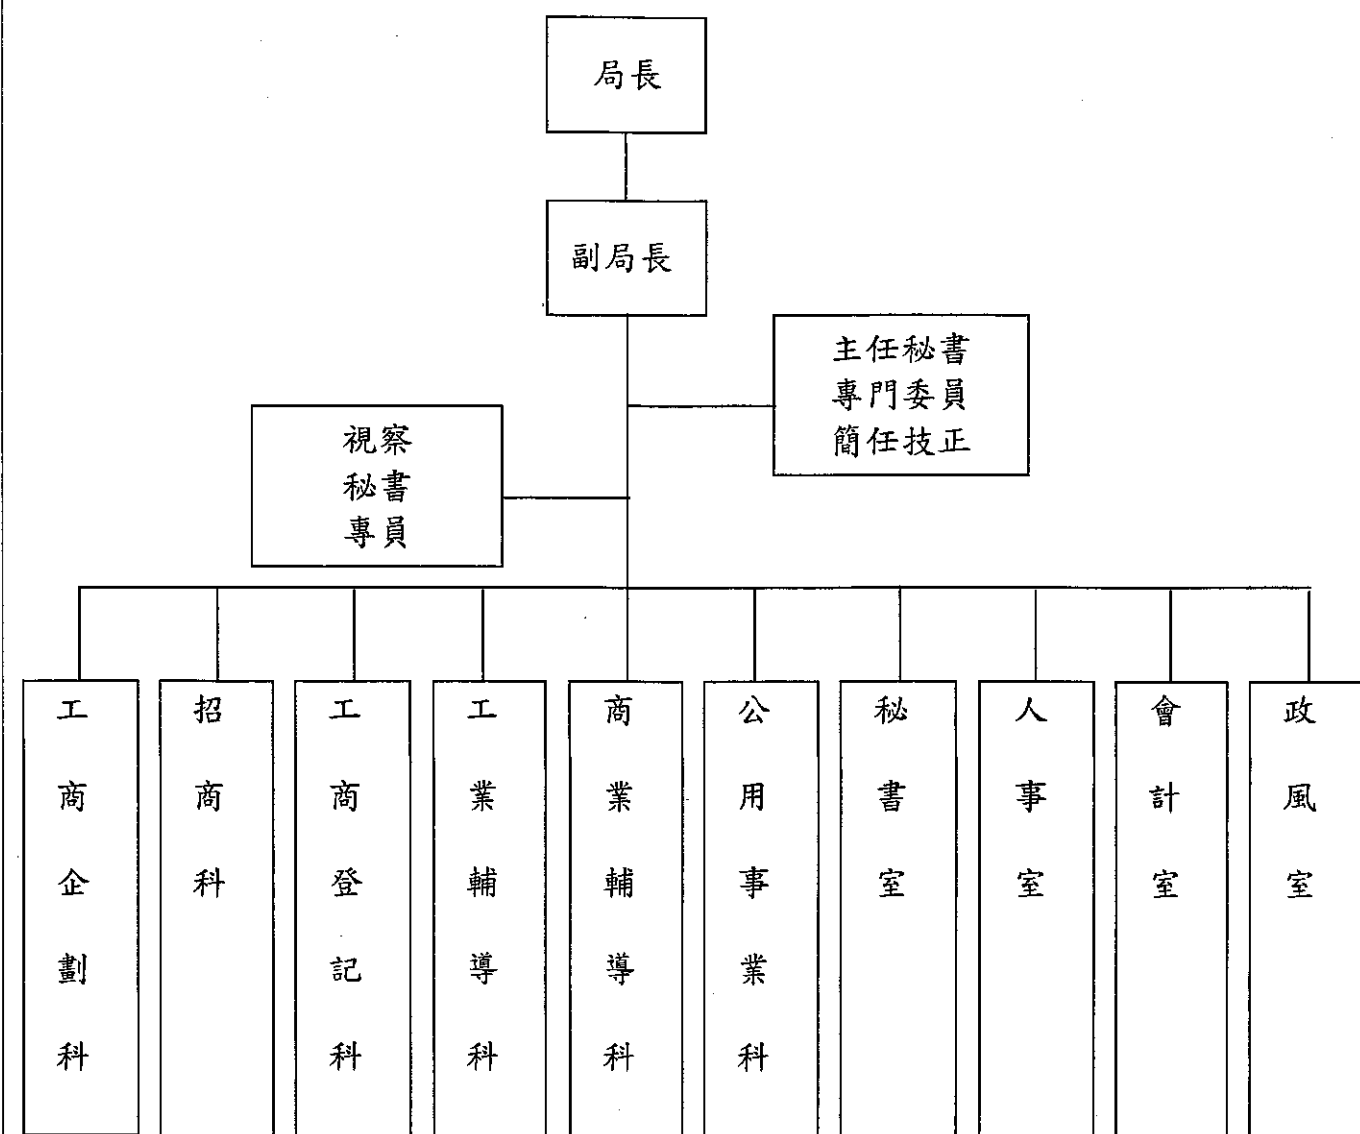 局長
副局長
主任秘書
專門委員
簡任技正
視察
秘書
專員
工商企劃科
招商科
工商登記科
工業輔導科
商業輔導科
公用事業科
秘書室
人事室
會計室
政風室